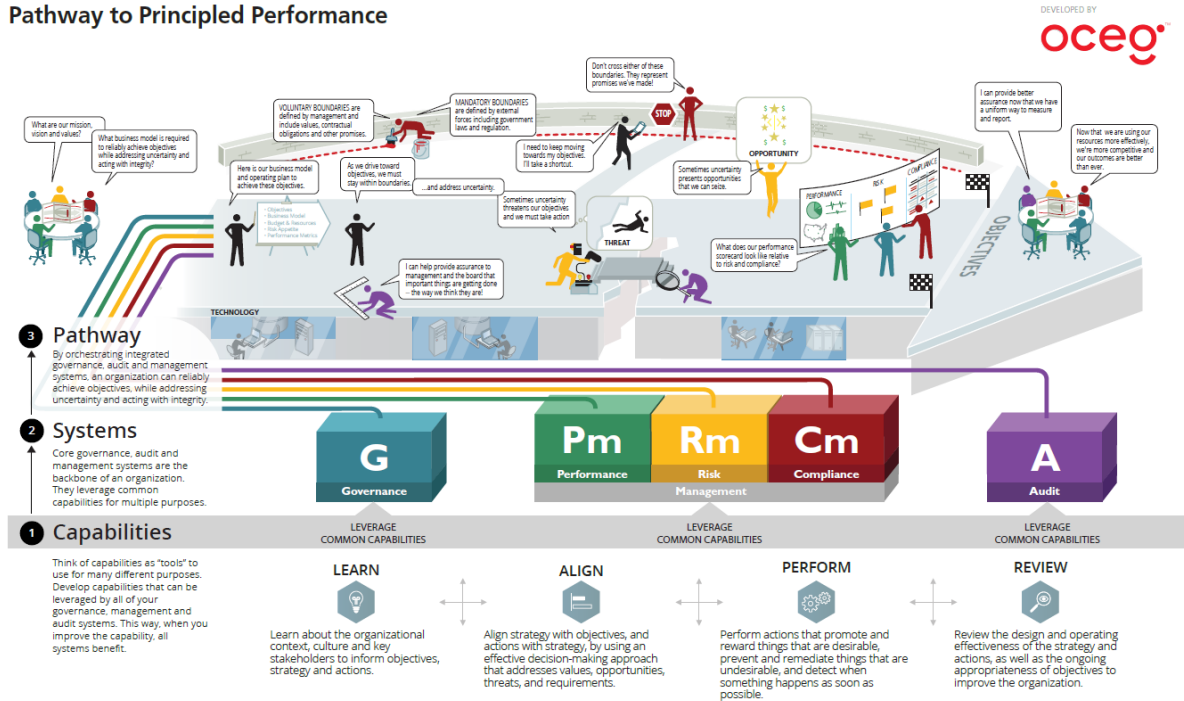 Pathway to Principled Performance
DEVELOPED BY
oceg
TM
What are our mission,
vision and values?
What business model is required
to reliably achieve objectives
while addressing uncertainty and
acting with integrity?
VOLUNTARY BOUNDARIES are
defined by management and
include values, contractual
obligations and other promises.
MANDATORY BOUNDARIES
are defined by external
forces including government
laws and regulation.
Don't cross either of these
boundaries. They represent
promises we've made!
STOP
I need to keep moving
towards my objectives.
I'll take a shortcut.
OPPORTUNITY
I can provide better
assurance now that we have
a uniform way to measure
and report.
Now that we are using our
resources more effectively,
we're more competitive and
our outcomes are better
than ever.
Here is our business model
and operating plan to
achieve these objectives.
As we drive toward
objectives, we must
stay within boundaries.
...and address uncertainty.
Sometimes uncertainty
threatens our objectives
and we must take action
Sometimes uncertainty
presents opportunities
that we can seize.
- Objectives
- Business Model
- Budget & Resources
- Risk Appetite
- Performance Metrics
THREAT
PERFORMANCE
RISK
COMPLIANCE
What does our performance
scorecard look like relative
to risk and compliance?
OBJECTIVES
I can help provide assurance to
management and the board that
important things are getting done
– the way we think they are!
TECHNOLOGY
3 Pathway
By orchestrating integrated
governance, audit and management
systems, an organization can reliably
achieve objectives, while addressing
uncertainty and acting with integrity.
2 Systems
Core governance, audit and
management systems are the
backbone of an organization.
They leverage common
capabilities for multiple purposes.
G
Governance
Pm
Performance
Rm
Risk
Cm
Compliance
Management
A
Audit
1 Capabilities
LEVERAGE
COMMON CAPABILITIES
LEVERAGE
COMMON CAPABILITIES
LEVERAGE
COMMON CAPABILITIES
Think of capabilities as "tools" to
use for many different purposes.
Develop capabilities that can be
leveraged by all of your
governance, management and
audit systems. This way, when you
improve the capability, all
systems benefit.
LEARN
Learn about the organizational
context, culture and key
stakeholders to inform objectives,
strategy and actions.
ALIGN
Align strategy with objectives, and
actions with strategy, by using an
effective decision-making approach
that addresses values, opportunities,
threats, and requirements.
PERFORM
Perform actions that promote and
reward things that are desirable,
prevent and remediate things that are
undesirable, and detect when
something happens as soon as
possible.
REVIEW
Review the design and operating
effectiveness of the strategy and
actions, as well as the ongoing
appropriateness of objectives to
improve the organization.